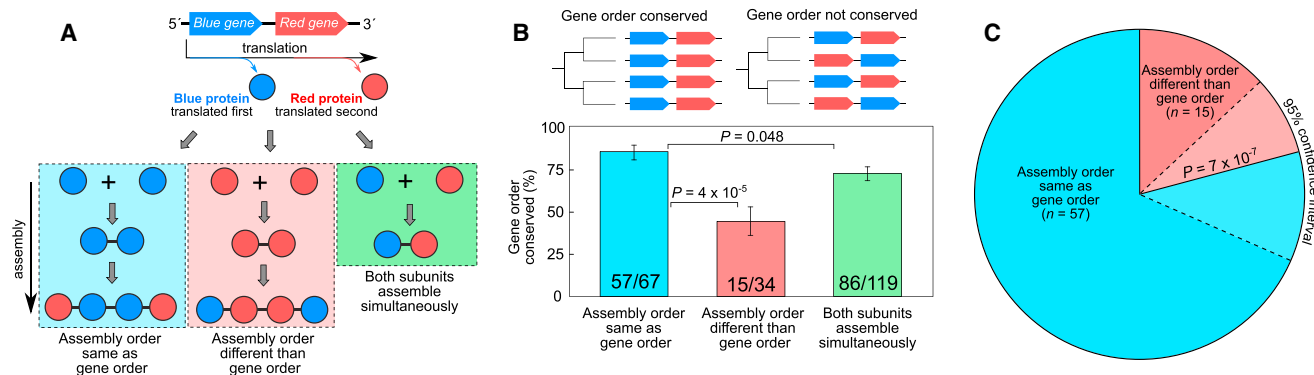 A
5´
Blue gene
Red gene
3´
translation
Blue protein
translated first
Red protein
translated second
assembly
+
+
+
Both subunits
assemble
simultaneously
Assembly order
same as
gene order
Assembly order
different than
gene order
B
Gene order conserved
Gene order not conserved
Gene order
conserved (%)
100
75
50
25
0
P = 0.048
P = 4 x 10-5
57/67
15/34
86/119
Assembly order
same as
gene order
Assembly order
different than
gene order
Both subunits
assemble
simultaneously
C
Assembly order
different than
gene order
(n = 15)
95% confidence interval
P = 7 x 10-7
Assembly order
same as
gene order
(n = 57)